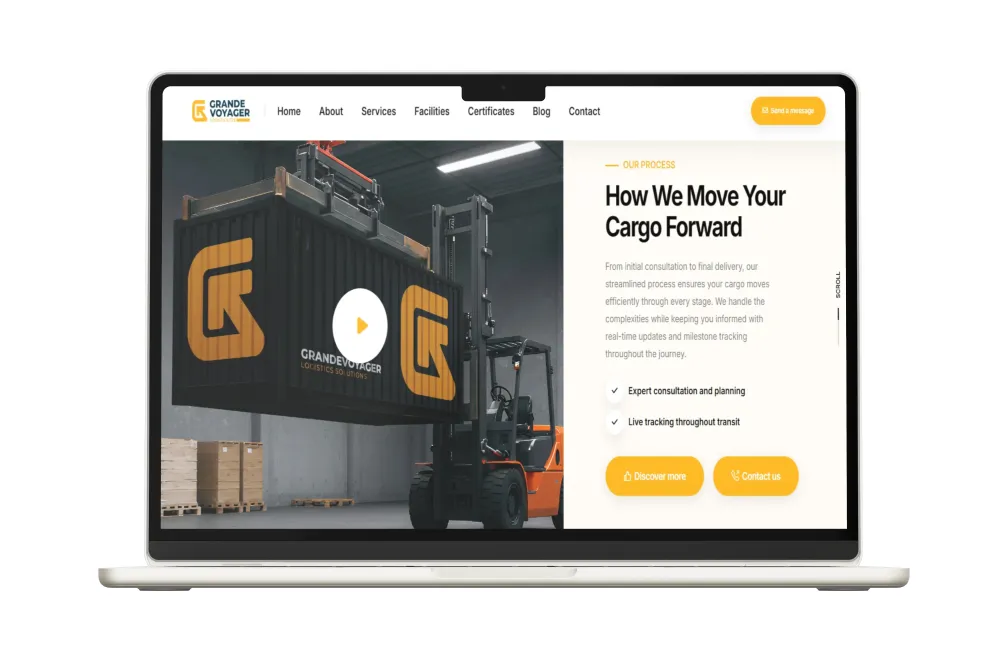 GRANDE
VOYAGER
Home About Services Facilities Certificates Blog Contact
Send a message
GRANDEVOYAGER
LOGISTICS SOLUTIONS
OUR PROCESS
How We Move Your
Cargo Forward
From initial consultation to final delivery, our
streamlined process ensures your cargo moves
efficiently through every stage. We handle the
complexities while keeping you informed with
real-time updates and milestone tracking
throughout the journey.
Expert consultation and planning
Live tracking throughout transit
Discover more
Contact us
SCROLL